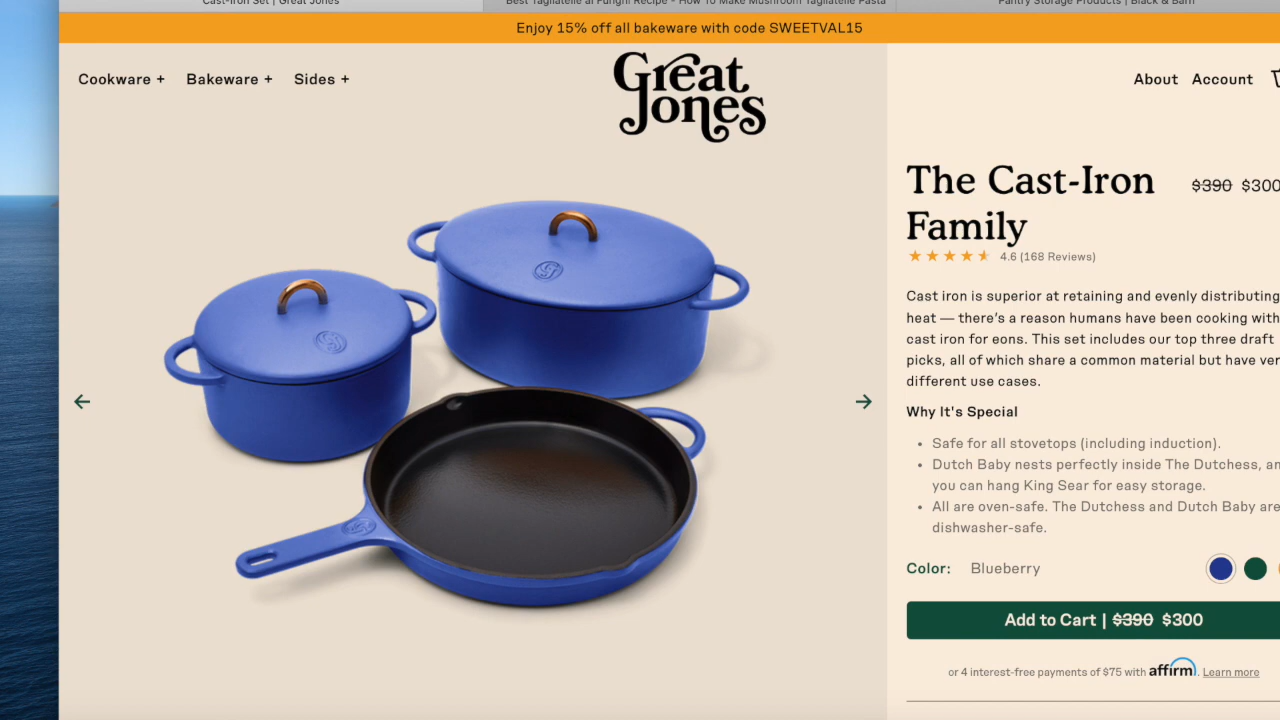 Cast-Iron Set | Great Jones
Best Tagliatelle ai Funghi Recipe - How To Make Mushroom Tagliatelle Pasta
Pantry Storage Products | Black & Barn
Enjoy 15% off all bakeware with code SWEETVAL15
Cookware + Bakeware + Sides +
Great
Jones
About Account
The Cast-Iron
Family
$390 $300
4.6 (168 Reviews)
Cast iron is superior at retaining and evenly distributing
heat — there's a reason humans have been cooking with
cast iron for eons. This set includes our top three draft
picks, all of which share a common material but have ver
different use cases.
Why It's Special
• Safe for all stovetops (including induction).
• Dutch Baby nests perfectly inside The Dutchess, an
you can hang King Sear for easy storage.
• All are oven-safe. The Dutchess and Dutch Baby are
dishwasher-safe.
Color: Blueberry
Add to Cart | $390 $300
or 4 interest-free payments of $75 with affirm. Learn more